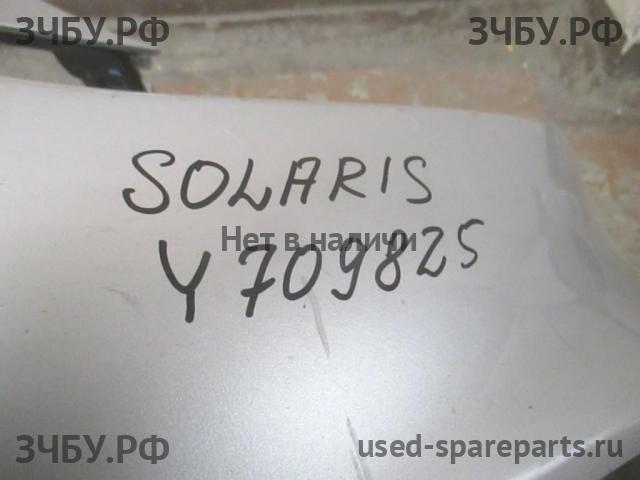 ЗЧБУ.РФ ЗЧБУ.РФ
SOLARIS
Нет в наличии
Y709825
ЗЧБУ.РФ used-spareparts.ru